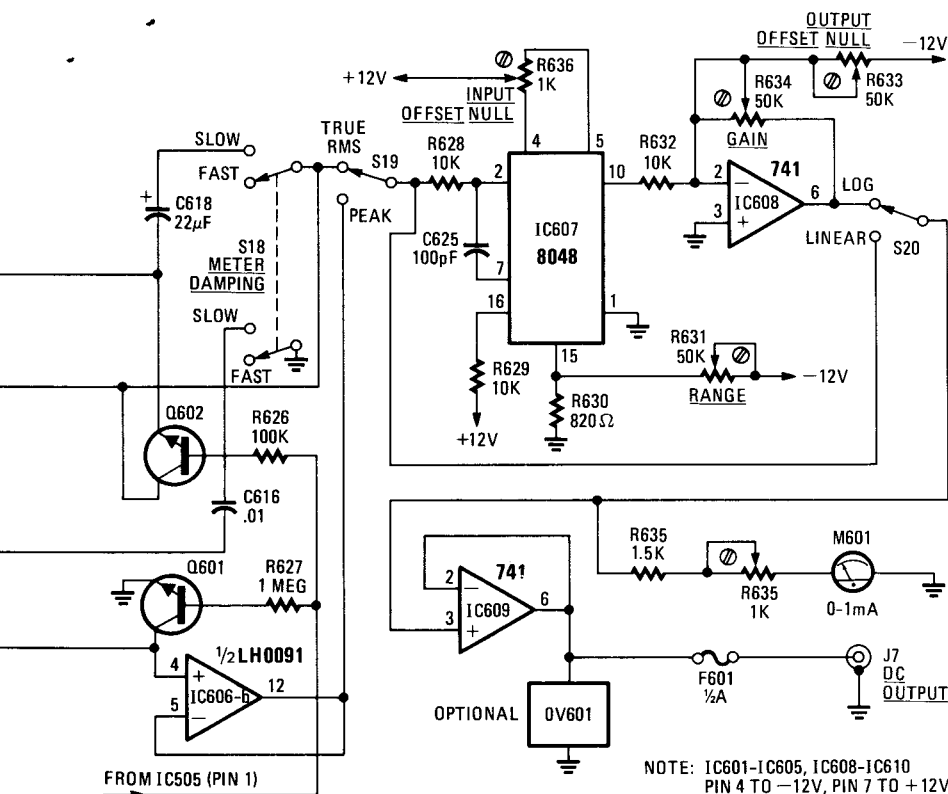 OUTPUT
OFFSET NULL
−12V
R634
50K
R633
50K
GAIN
+12V
R636
1K
INPUT
OFFSET NULL
SLOW
TRUE
RMS
S19
R628
10K
FAST
PEAK
+
C618
22µF
4
5
2
10
R632
10K
741
2
−
IC608
3
+
6
LOG
LINEAR
S20
IC607
8048
C625
100pF
7
16
1
15
S18
METER
DAMPING
SLOW
FAST
R629
10K
+12V
R630
820Ω
R631
50K
RANGE
−12V
Q602
R626
100K
C616
.01
Q601
R627
1 MEG
½LH0091
4
+
IC606-b
5
−
12
741
2
−
IC609
3
+
6
R635
1.5K
R635
1K
M601
0-1mA
F601
½A
J7
DC
OUTPUT
OPTIONAL
OV601
FROM IC505 (PIN 1)
NOTE: IC601-IC605, IC608-IC610
PIN 4 TO −12V, PIN 7 TO +12V